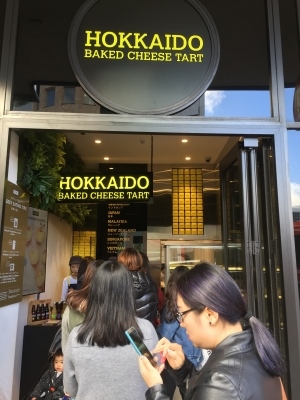 HOKKAIDO
BAKED CHEESE TART
HOKKAIDO
BAKED CHEESE TART
JAPAN
MALAYSIA
NEW ZEALAND
SINGAPORE
VIETNAM